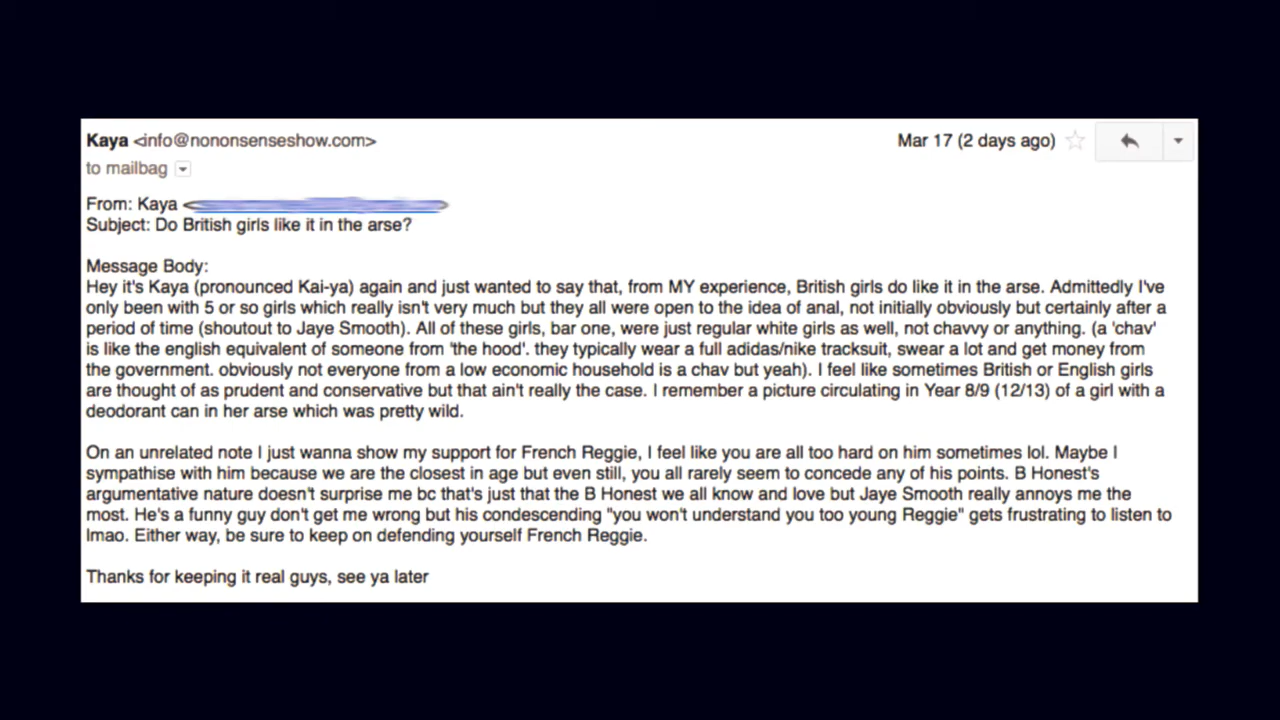 Kaya <info@nononsenseshow.com>
Mar 17 (2 days ago)
to mailbag
From: Kaya <
Subject: Do British girls like it in the arse?
Message Body:
Hey it's Kaya (pronounced Kai-ya) again and just wanted to say that, from MY experience, British girls do like it in the arse. Admittedly I've
only been with 5 or so girls which really isn't very much but they all were open to the idea of anal, not initially obviously but certainly after a
period of time (shoutout to Jaye Smooth). All of these girls, bar one, were just regular white girls as well, not chavvy or anything. (a 'chav'
is like the english equivalent of someone from 'the hood'. they typically wear a full adidas/nike tracksuit, swear a lot and get money from
the government. obviously not everyone from a low economic household is a chav but yeah). I feel like sometimes British or English girls
are thought of as prudent and conservative but that ain't really the case. I remember a picture circulating in Year 8/9 (12/13) of a girl with a
deodorant can in her arse which was pretty wild.
On an unrelated note I just wanna show my support for French Reggie, I feel like you are all too hard on him sometimes lol. Maybe I
sympathise with him because we are the closest in age but even still, you all rarely seem to concede any of his points. B Honest's
argumentative nature doesn't surprise me bc that's just that the B Honest we all know and love but Jaye Smooth really annoys me the
most. He's a funny guy don't get me wrong but his condescending "you won't understand you too young Reggie" gets frustrating to listen to
lmao. Either way, be sure to keep on defending yourself French Reggie.
Thanks for keeping it real guys, see ya later